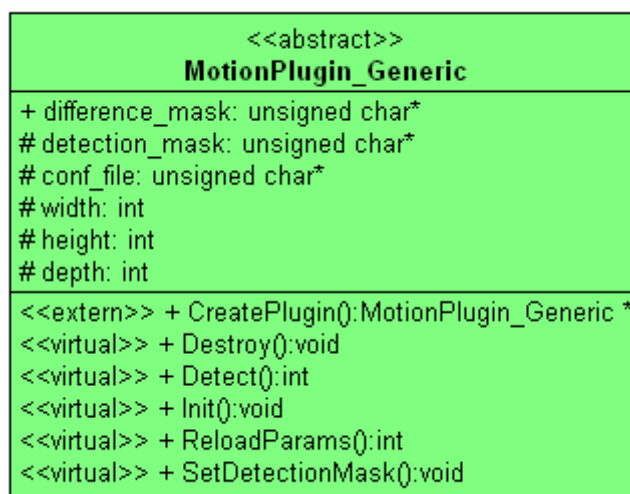 <<abstract>>
MotionPlugin_Generic
+ difference_mask: unsigned char*
# detection_mask: unsigned char*
# conf_file: unsigned char*
# width: int
# height: int
# depth: int
<<extern>> + CreatePlugin():MotionPlugin_Generic *
<<virtual>> + Destroy():void
<<virtual>> + Detect():int
<<virtual>> + Init():void
<<virtual>> + ReloadParams():int
<<virtual>> + SetDetectionMask():void